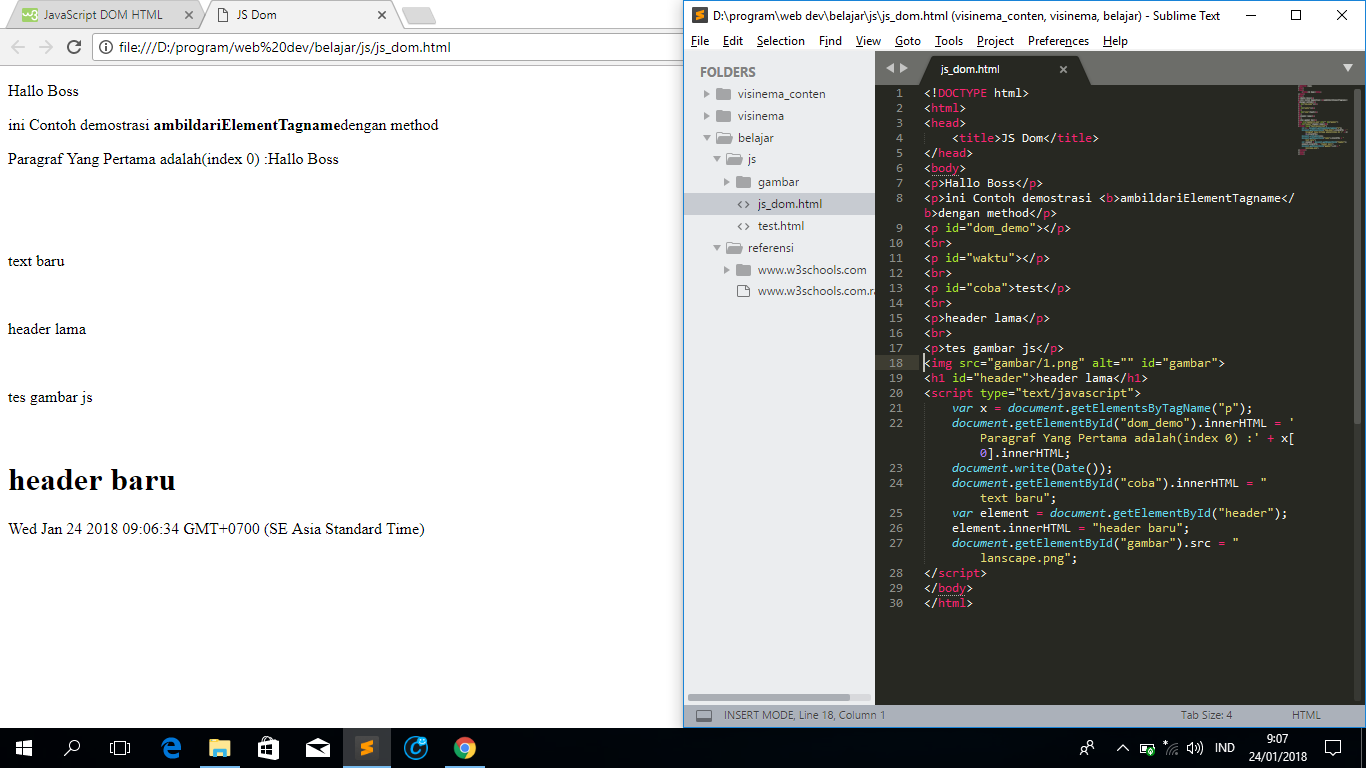 JavaScript DOM HTML
JS Dom
file:///D:/program/web%20dev/belajar/js/js_dom.html
Hallo Boss
ini Contoh demostrasi ambildariElementTagnamedengan method
Paragraf Yang Pertama adalah(index 0) :Hallo Boss
text baru
header lama
tes gambar js
header baru
Wed Jan 24 2018 09:06:34 GMT+0700 (SE Asia Standard Time)
D:\program\web dev\belajar\js\js_dom.html (visinema_conten, visinema, belajar) - Sublime Text
File Edit Selection Find View Goto Tools Project Preferences Help
FOLDERS
visinema_conten
visinema
belajar
js
gambar
js_dom.html
test.html
referensi
www.w3schools.com
www.w3schools.com.ra
js_dom.html
1 <!DOCTYPE html>
2 <html>
3 <head>
4 <title>JS Dom</title>
5 </head>
6 <body>
7 <p>Hallo Boss</p>
8 <p>ini Contoh demostrasi <b>ambildariElementTagname</
b>dengan method</p>
9 <p id="dom_demo"></p>
10 <br>
11 <p id="waktu"></p>
12 <br>
13 <p id="coba">test</p>
14 <br>
15 <p>header lama</p>
16 <br>
17 <p>tes gambar js</p>
18 <img src="gambar/1.png" alt="" id="gambar">
19 <h1 id="header">header lama</h1>
20 <script type="text/javascript">
21 var x = document.getElementsByTagName("p");
22 document.getElementById("dom_demo").innerHTML = '
Paragraf Yang Pertama adalah(index 0) :' + x[
0].innerHTML;
23 document.write(Date());
24 document.getElementById("coba").innerHTML = "
text baru";
25 var element = document.getElementById("header");
26 element.innerHTML = "header baru";
27 document.getElementById("gambar").src = "
lanscape.png";
28 </script>
29 </body>
30 </html>
INSERT MODE, Line 18, Column 1
Tab Size: 4
HTML
IND
9:07
24/01/2018